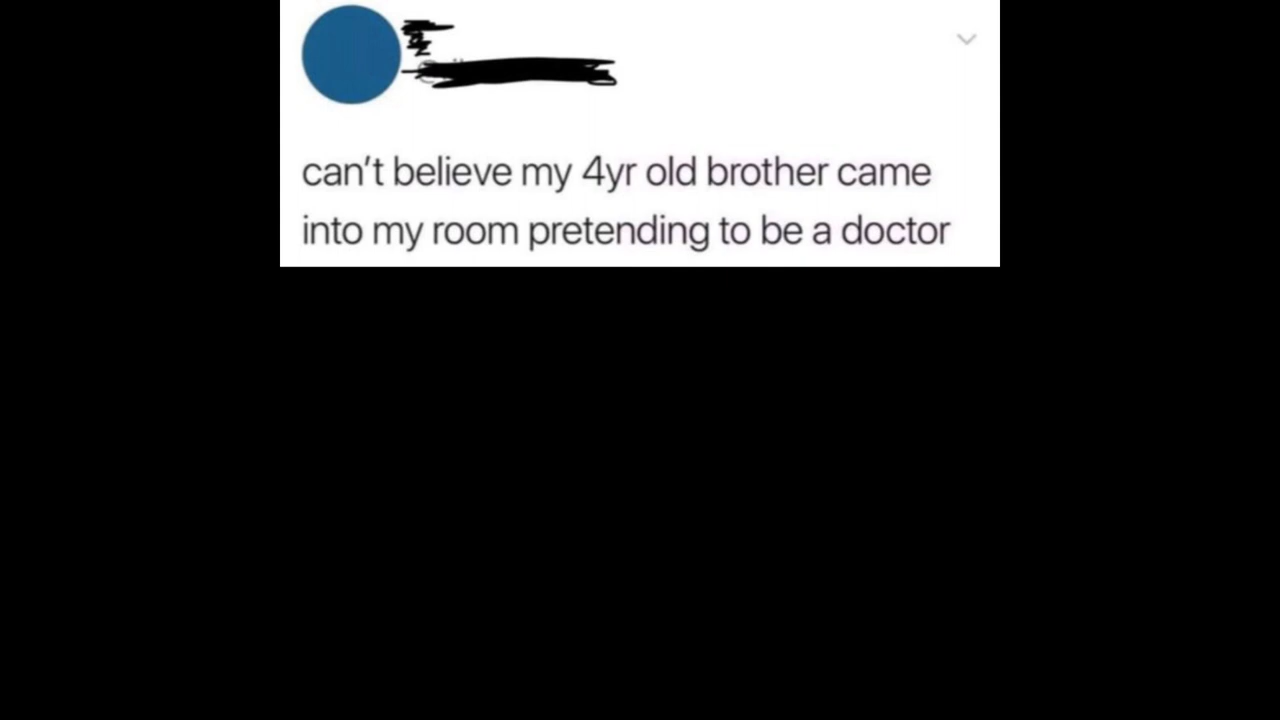 can't believe my 4yr old brother came
into my room pretending to be a doctor